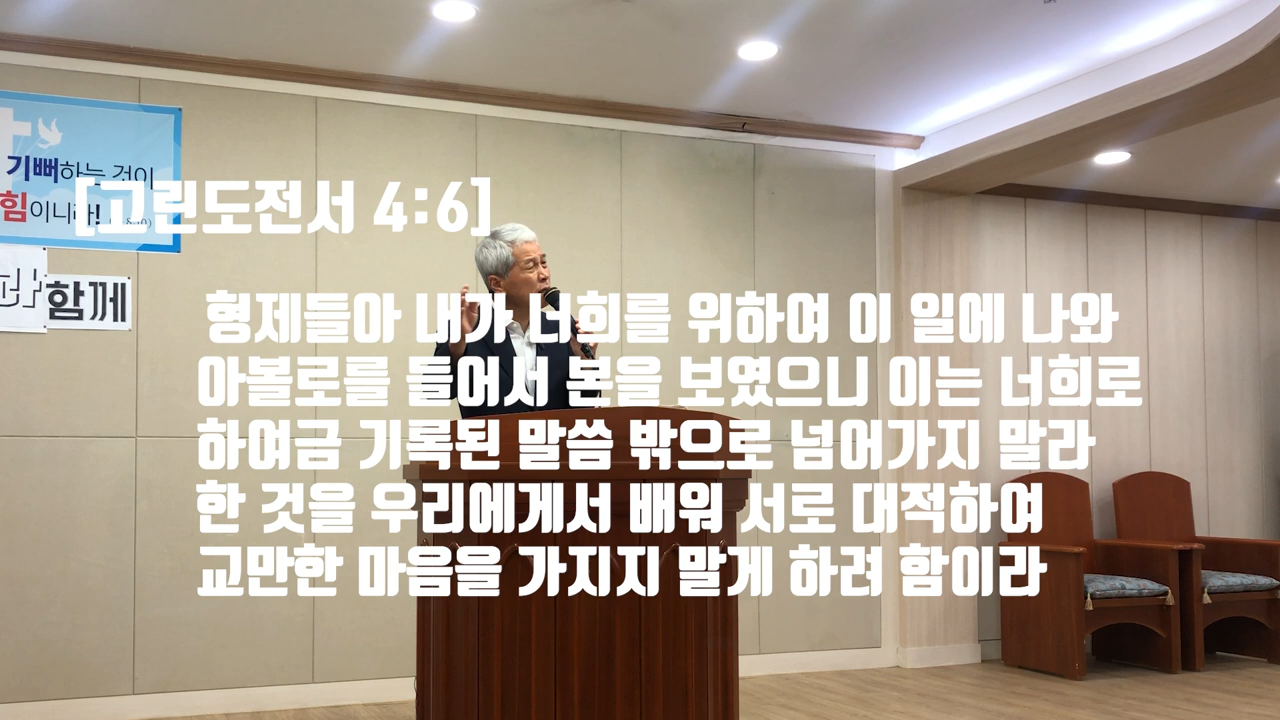 기뻐하는 것이
힘이니라!
함께
[고린도전서 4:6]
형제들아 내가 너희를 위하여 이 일에 나와
아볼로를 들어서 본을 보였으니 이는 너희로
하여금 기록된 말씀 밖으로 넘어가지 말라
한 것을 우리에게서 배워 서로 대적하여
교만한 마음을 가지지 말게 하려 함이라